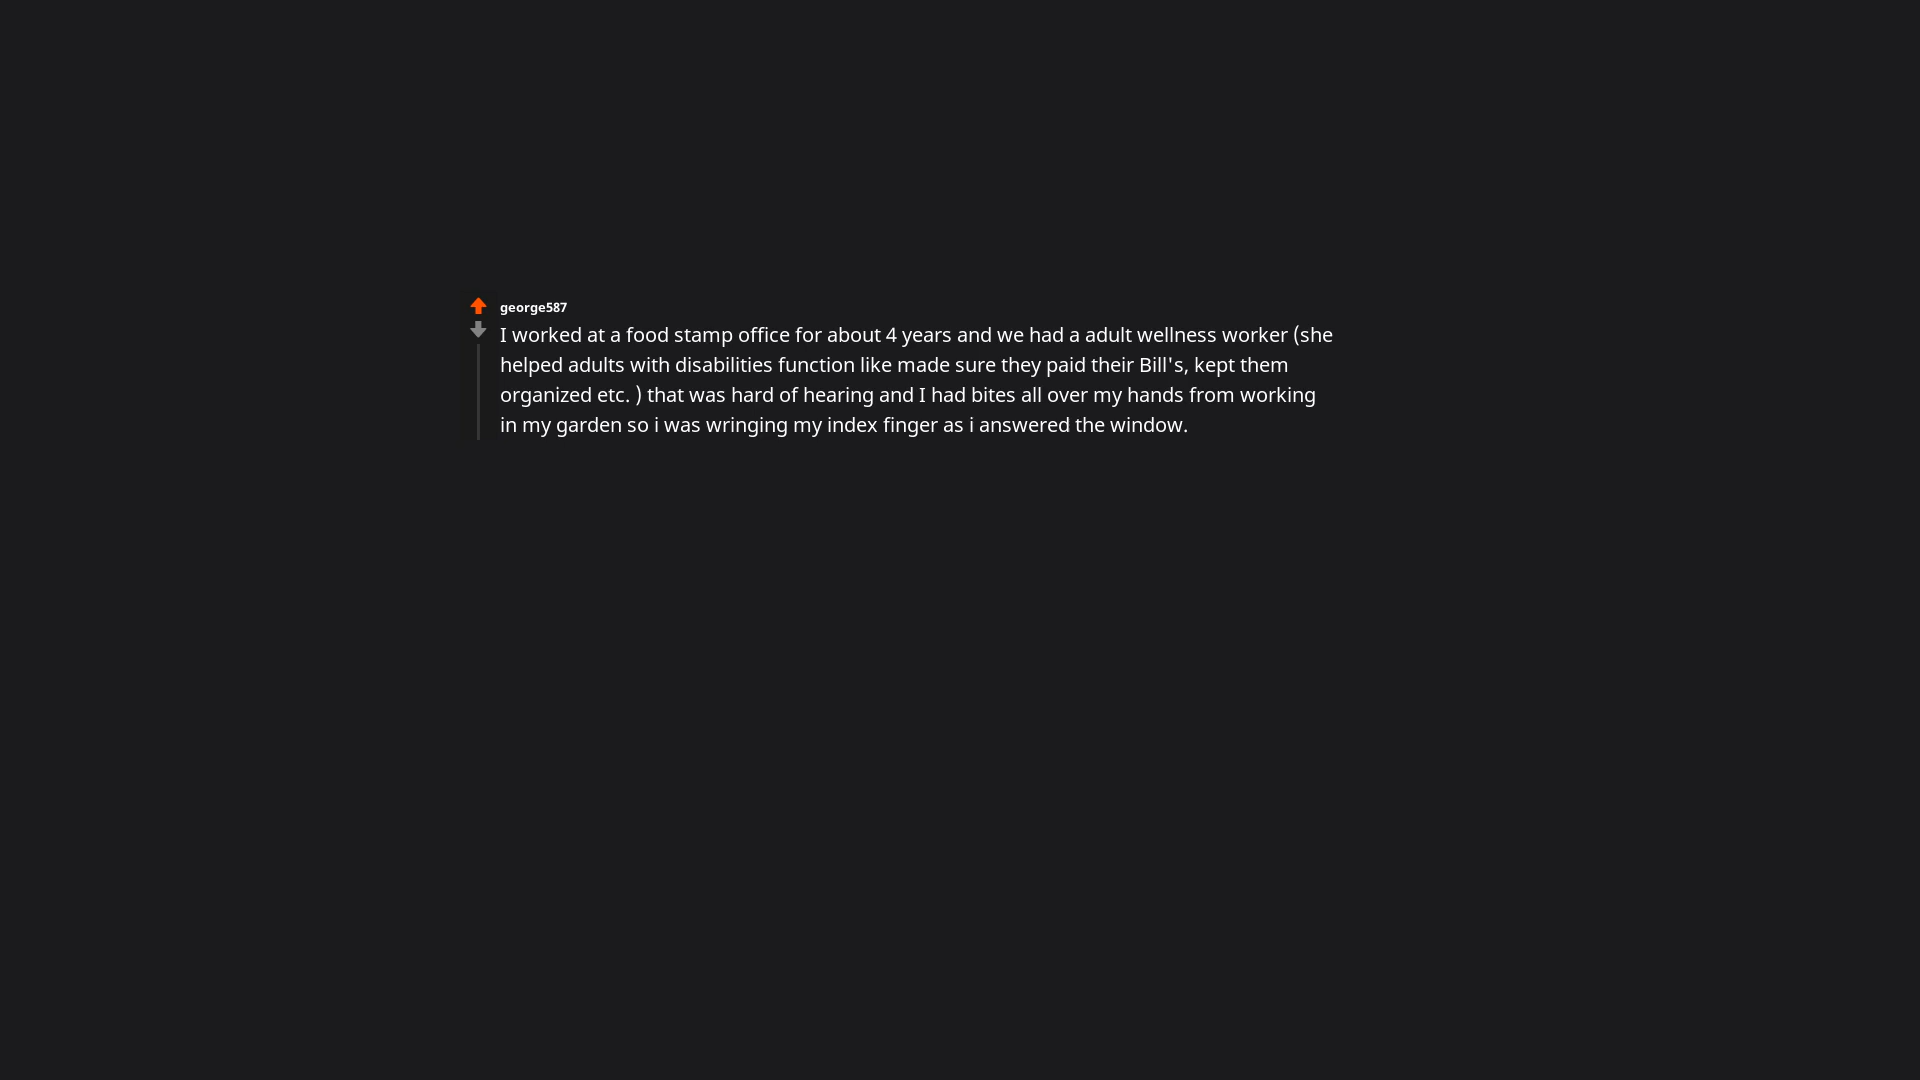 george587
I worked at a food stamp office for about 4 years and we had a adult wellness worker (she
helped adults with disabilities function like made sure they paid their Bill's, kept them
organized etc. ) that was hard of hearing and I had bites all over my hands from working
in my garden so i was wringing my index finger as i answered the window.